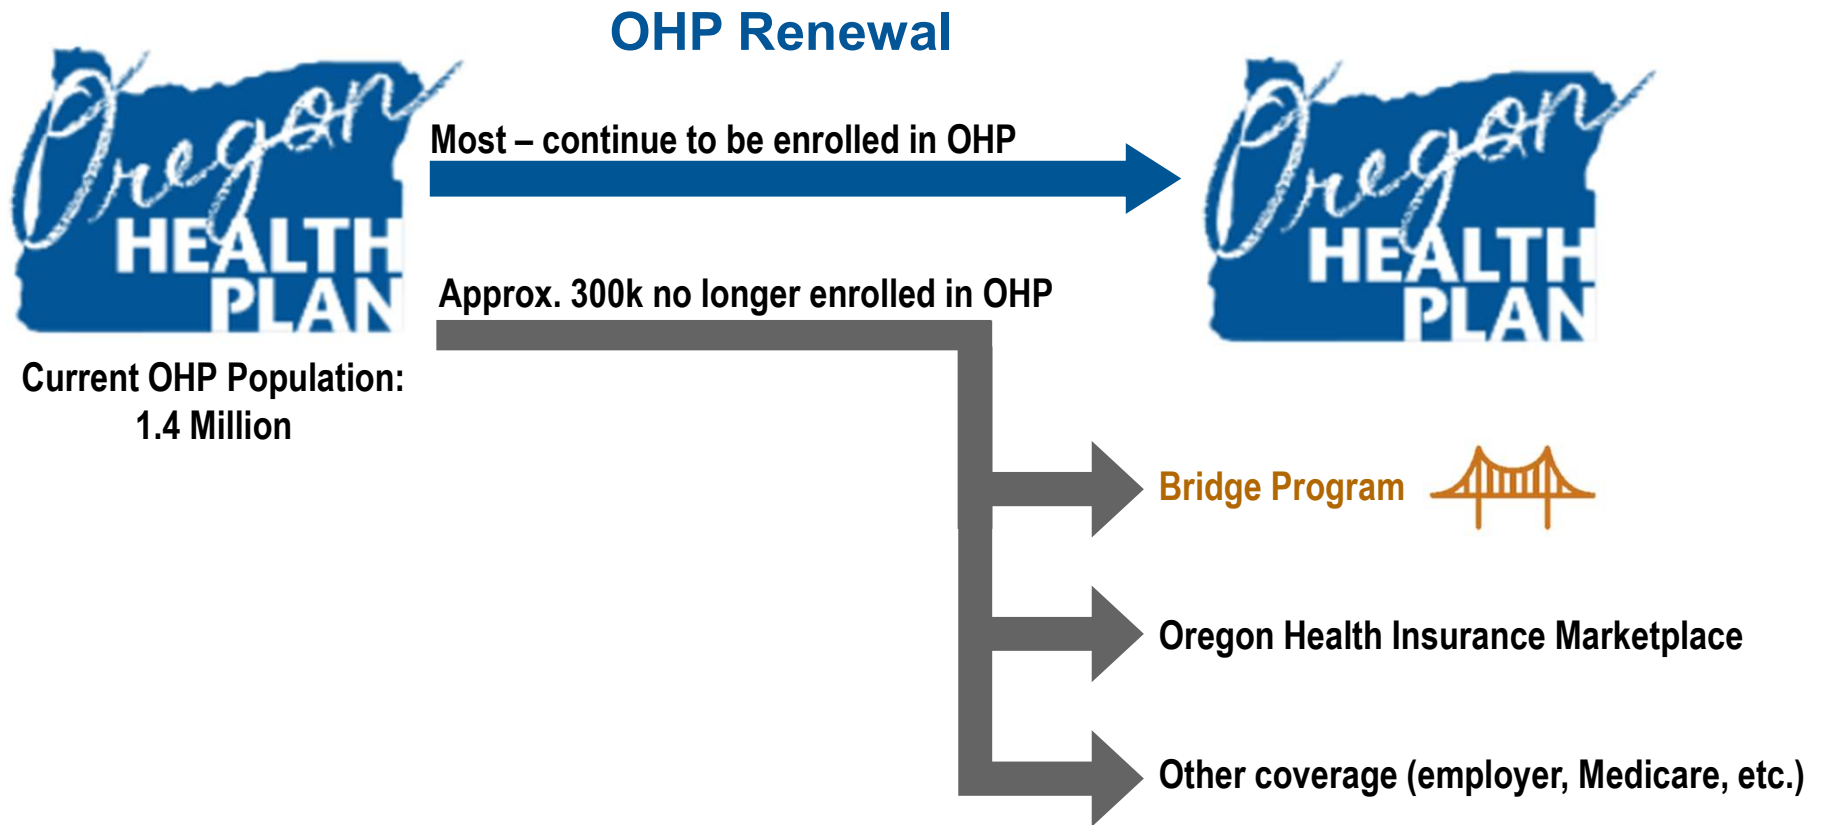 OHP Renewal
Oregon
HEALTH
PLAN
Most – continue to be enrolled in OHP
Oregon
HEALTH
PLAN
Approx. 300k no longer enrolled in OHP
Current OHP Population:
1.4 Million
Bridge Program
Oregon Health Insurance Marketplace
Other coverage (employer, Medicare, etc.)